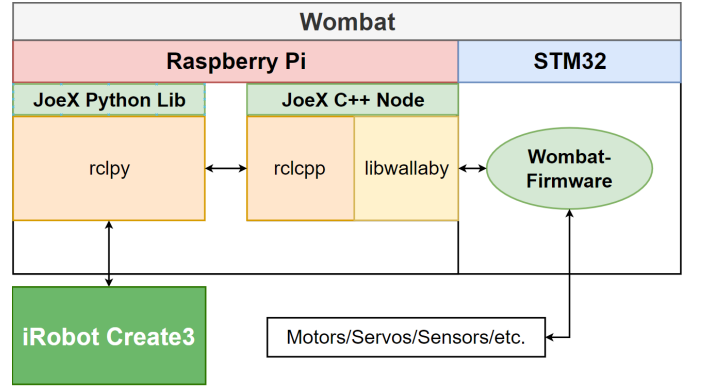 Wombat
Raspberry Pi
STM32
JoeX Python Lib
JoeX C++ Node
rclpy
rclcpp
libwallaby
Wombat-
Firmware
iRobot Create3
Motors/Servos/Sensors/etc.